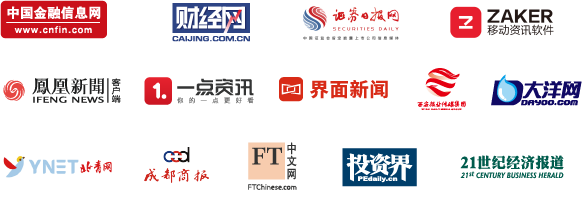 中国金融信息网
www.cnfin.com
财经网
CAIJING.COM.CN
证券日报网
SECURITIES DAILY
ZAKER
移动资讯软件
鳳凰新聞
IFENG NEWS
客户端
1.
一点资讯
你的一点更好看
界面新闻
大洋网
DAYOO.COM
YNET
北青网
成都商报
FT
中文网
FTChinese.com
投资界
PEdaily.cn
21世纪经济报道
21st CENTURY BUSINESS HERALD